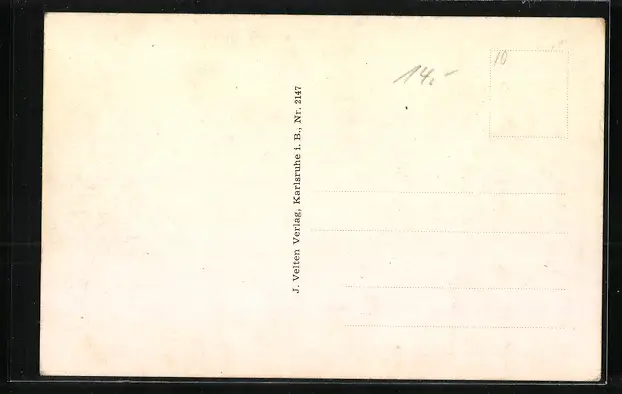 14.-
10
J. Velten Verlag, Karlsruhe i. B., Nr. 2147